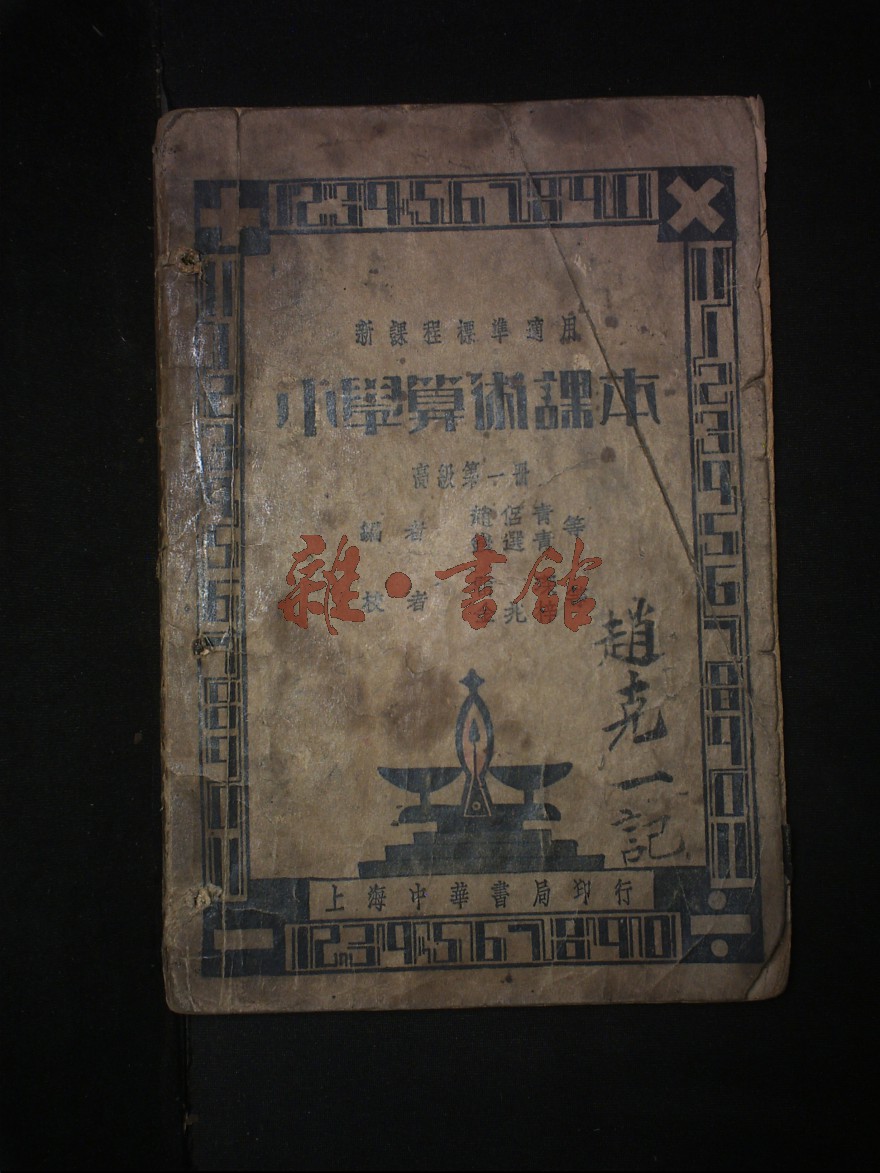 + 1234567890 ×
新課程標準適用
小學算術課本
高級第一冊
編者 趙侶青 選青 等
校者 兆
雜·書館
趙克一記
上海中華書局印行
− 1234567890 ÷